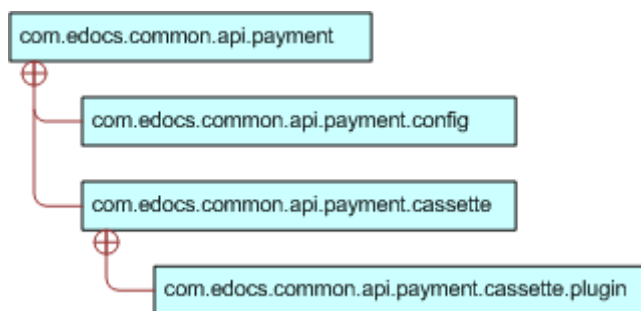 com.edocs.common.api.payment
com.edocs.common.api.payment.config
com.edocs.common.api.payment.cassette
com.edocs.common.api.payment.cassette.plugin